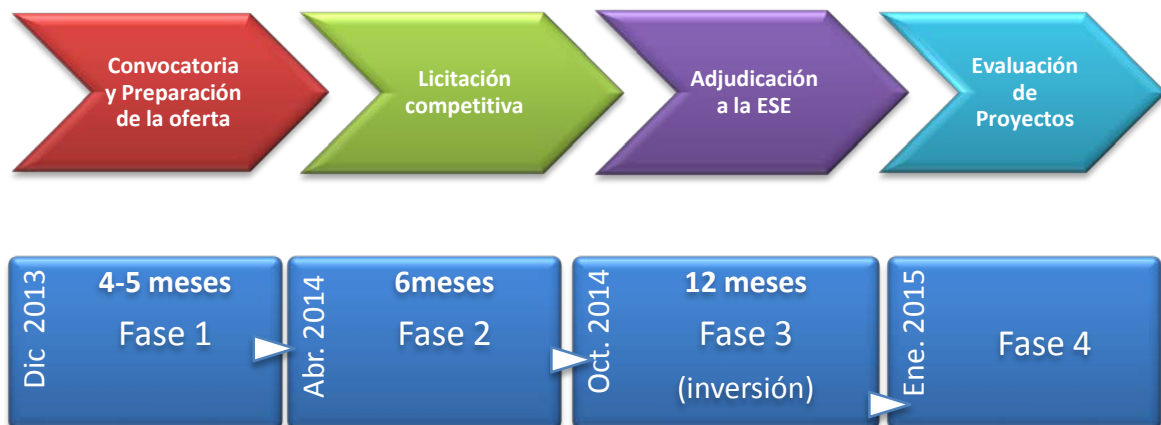 Convocatoria
y Preparación
de la oferta
Licitación
competitiva
Adjudicación
a la ESE
Evaluación
de
Proyectos
Dic 2013
4-5 meses
Fase 1
Abr. 2014
6meses
Fase 2
Oct. 2014
12 meses
Fase 3
(inversión)
Ene. 2015
Fase 4